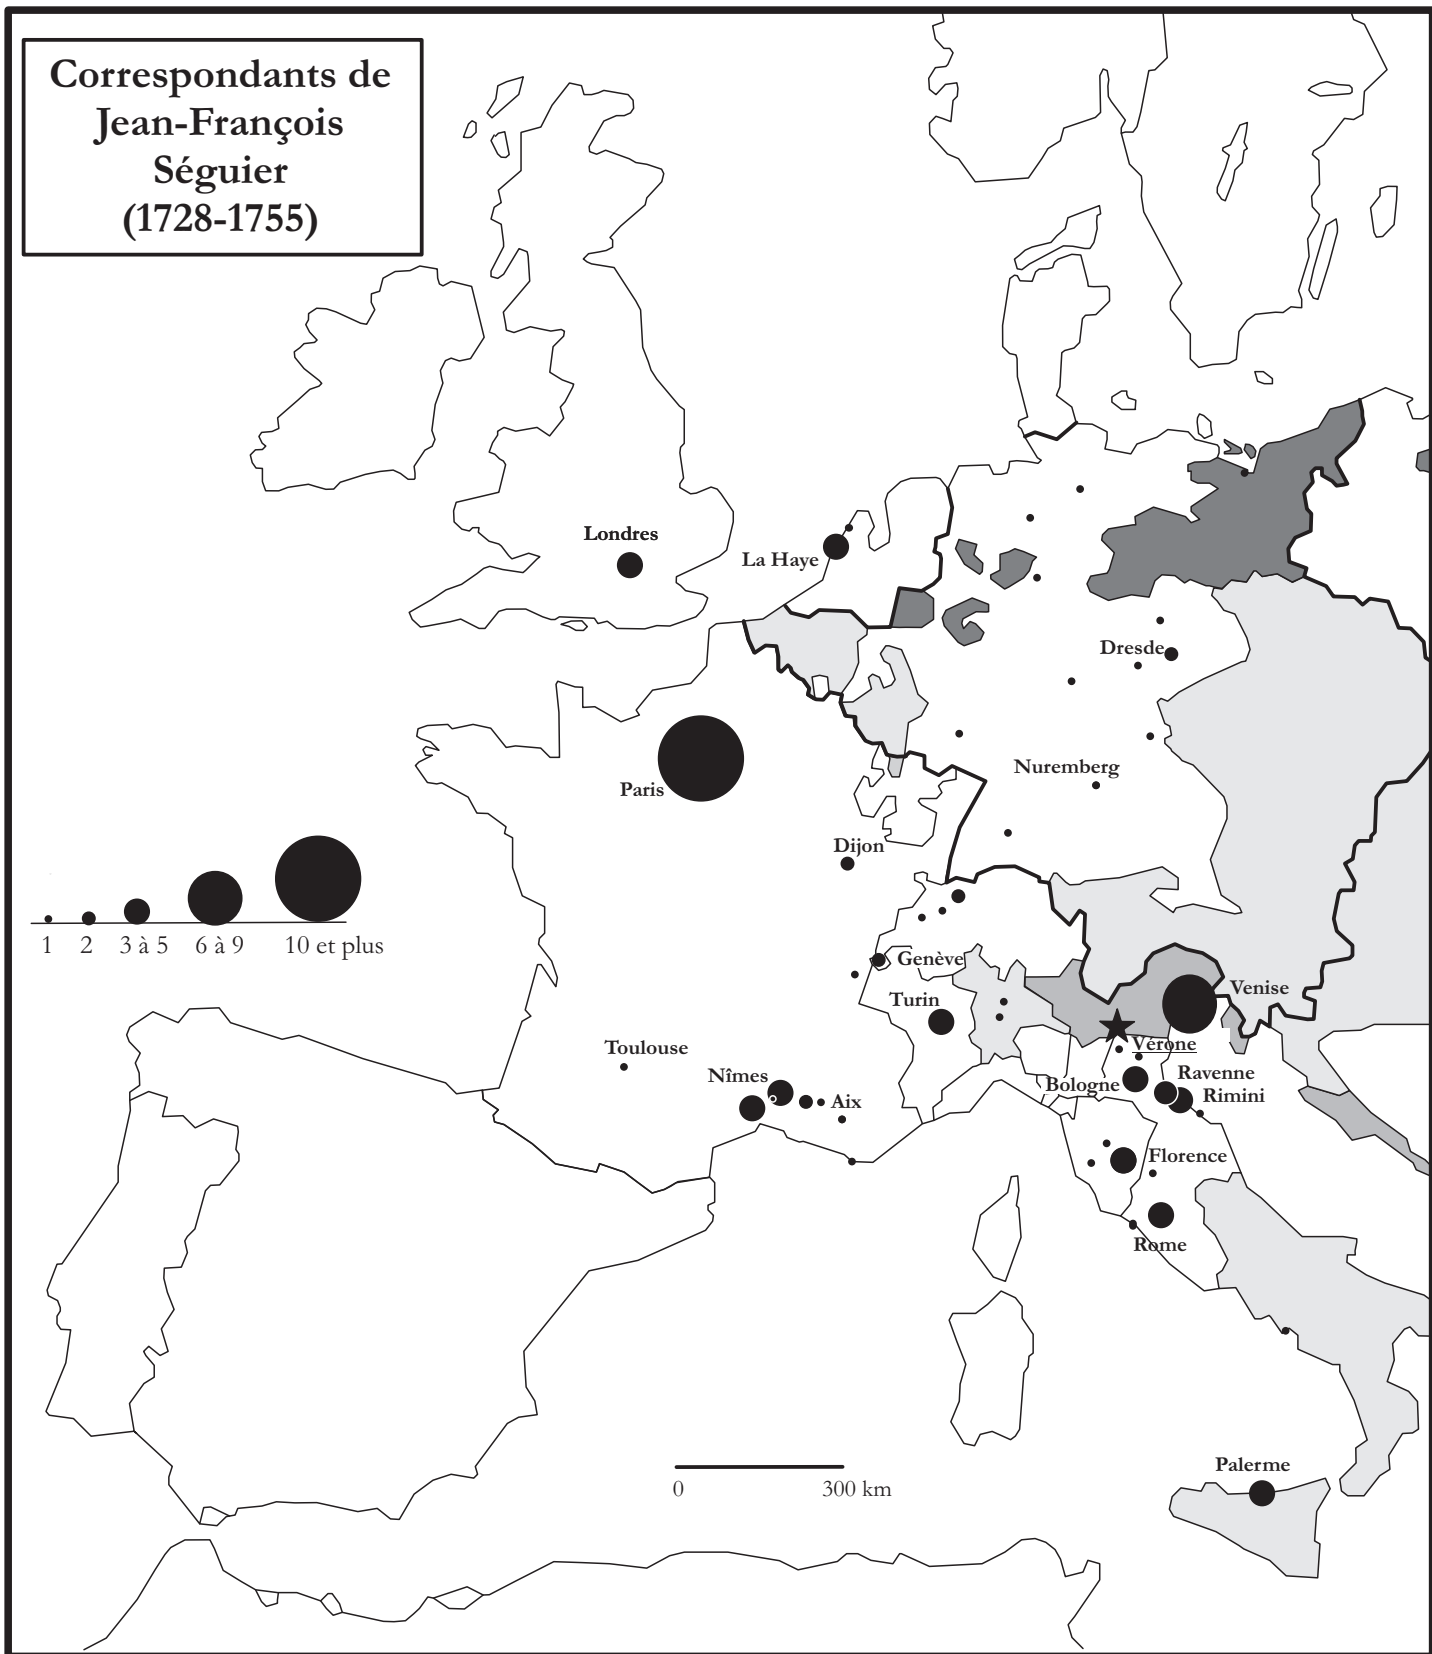 Correspondants de
Jean-François
Séguier
(1728-1755)
Londres
La Haye
Dresde
Nuremberg
Paris
Dijon
1 2 3 à 5 6 à 9 10 et plus
Genève
Venise
Turin
Vérone
Toulouse
Nîmes
Aix
Bologne
Ravenne
Rimini
Florence
Rome
Palerme
0 300 km